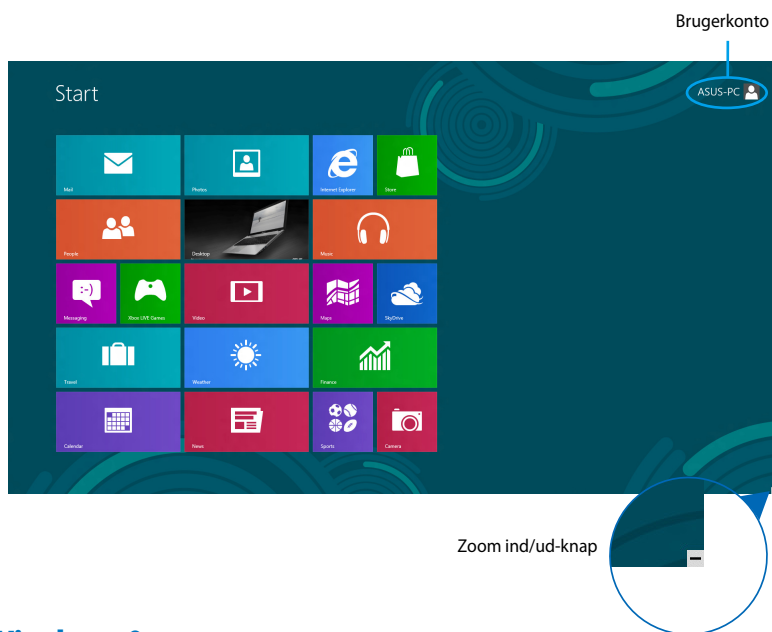 Brugerkonto
Start
ASUS-PC
Mail
Photos
Internet Explorer
Store
People
Desktop
Music
Messaging
Xbox LIVE Games
Video
Maps
SkyDrive
Travel
Weather
Finance
Calendar
News
Sports
Camera
Zoom ind/ud-knap